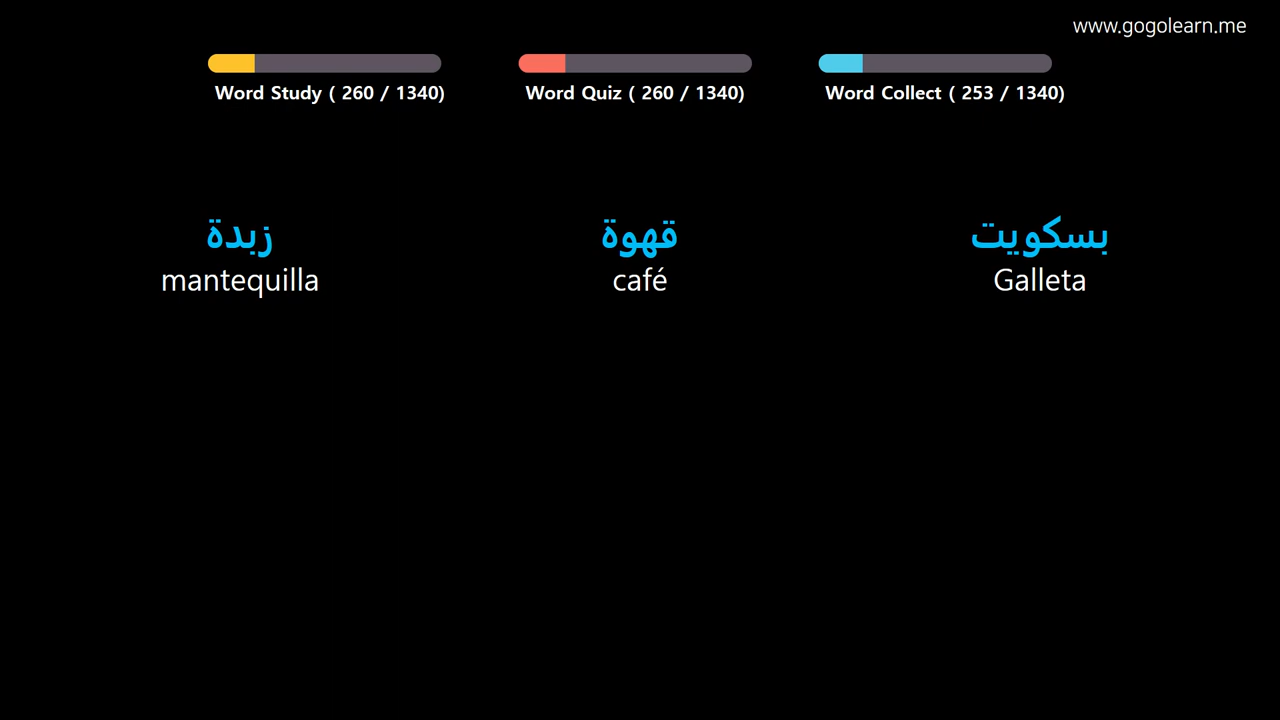 www.gogolearn.me
Word Study ( 260 / 1340)
Word Quiz ( 260 / 1340)
Word Collect ( 253 / 1340)
زبدة
mantequilla
قهوة
café
بسكويت
Galleta